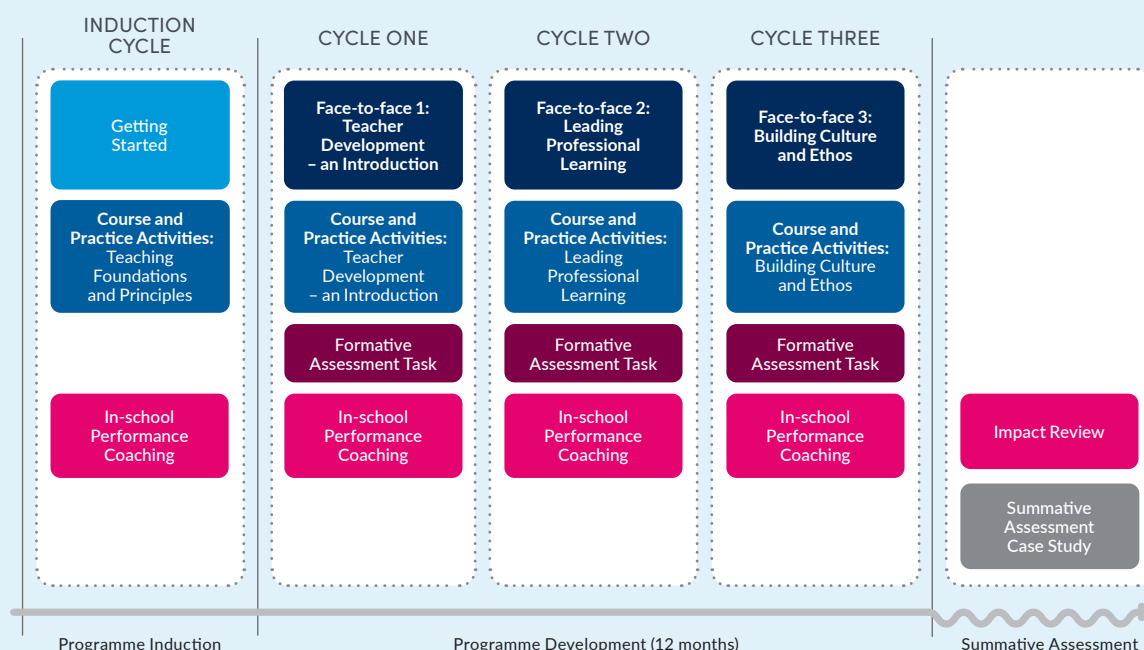 INDUCTION
CYCLE
CYCLE ONE
CYCLE TWO
CYCLE THREE
Getting
Started
Face-to-face 1:
Teacher
Development
– an Introduction
Face-to-face 2:
Leading
Professional
Learning
Face-to-face 3:
Building Culture
and Ethos
Course and
Practice Activities:
Teaching
Foundations
and Principles
Course and
Practice Activities:
Teacher
Development
– an Introduction
Course and
Practice Activities:
Leading
Professional
Learning
Course and
Practice Activities:
Building Culture
and Ethos
Formative
Assessment Task
Formative
Assessment Task
Formative
Assessment Task
In-school
Performance
Coaching
In-school
Performance
Coaching
In-school
Performance
Coaching
In-school
Performance
Coaching
Impact Review
Summative
Assessment
Case Study
Programme Induction
Programme Development (12 months)
Summative Assessment